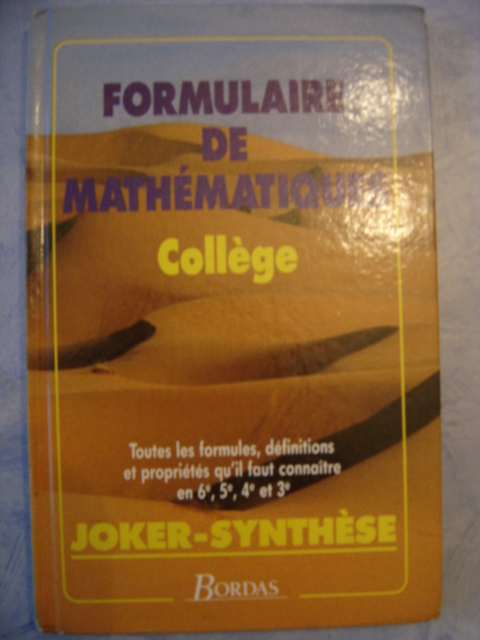 FORMULAIRE
DE
MATHÉMATIQUES
Collège
Toutes les formules, définitions
et propriétés qu'il faut connaître
en 6e, 5e, 4e et 3e
JOKER-SYNTHÈSE
BORDAS